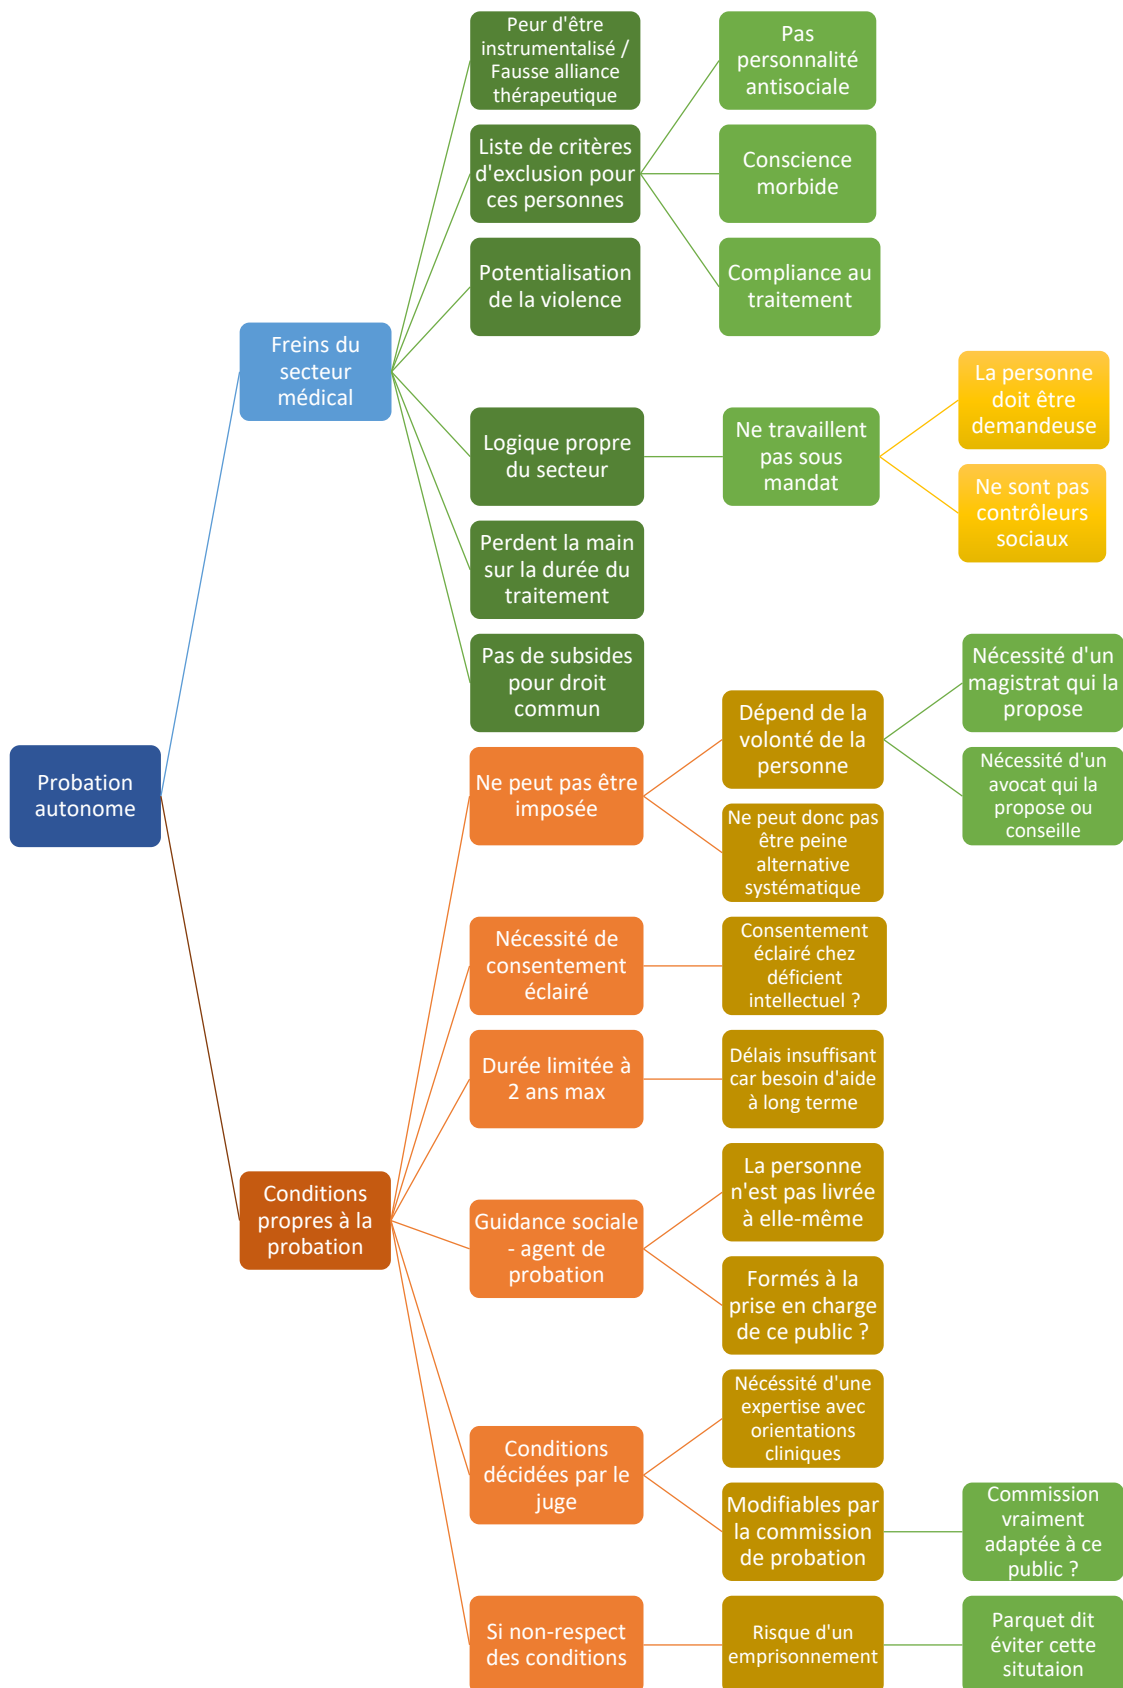 Probation
autonome
Freins du
secteur
médical
Peur d'être
instrumentalisé /
Fausse alliance
thérapeutique
Liste de critères
d'exclusion pour
ces personnes
Pas
personnalité
antisociale
Conscience
morbide
Compliance au
traitement
Potentialisation
de la violence
Logique propre
du secteur
Ne travaillent
pas sous
mandat
La personne
doit être
demandeuse
Ne sont pas
contrôleurs
sociaux
Perdent la main
sur la durée du
traitement
Pas de subsides
pour droit
commun
Conditions
propres à la
probation
Ne peut pas être
imposée
Dépend de la
volonté de la
personne
Nécessité d'un
magistrat qui la
propose
Nécessité d'un
avocat qui la
propose ou
conseille
Ne peut donc pas
être peine
alternative
systématique
Nécessité de
consentement
éclairé
Consentement
éclairé chez
déficient
intellectuel ?
Durée limitée à
2 ans max
Délais insuffisant
car besoin d'aide
à long terme
Guidance sociale
- agent de
probation
La personne
n'est pas livrée
à elle-même
Formés à la
prise en charge
de ce public ?
Conditions
décidées par le
juge
Nécéssité d'une
expertise avec
orientations
cliniques
Modifiables par
la commission
de probation
Commission
vraiment
adaptée à ce
public ?
Si non-respect
des conditions
Risque d'un
emprisonnement
Parquet dit
éviter cette
situtaion